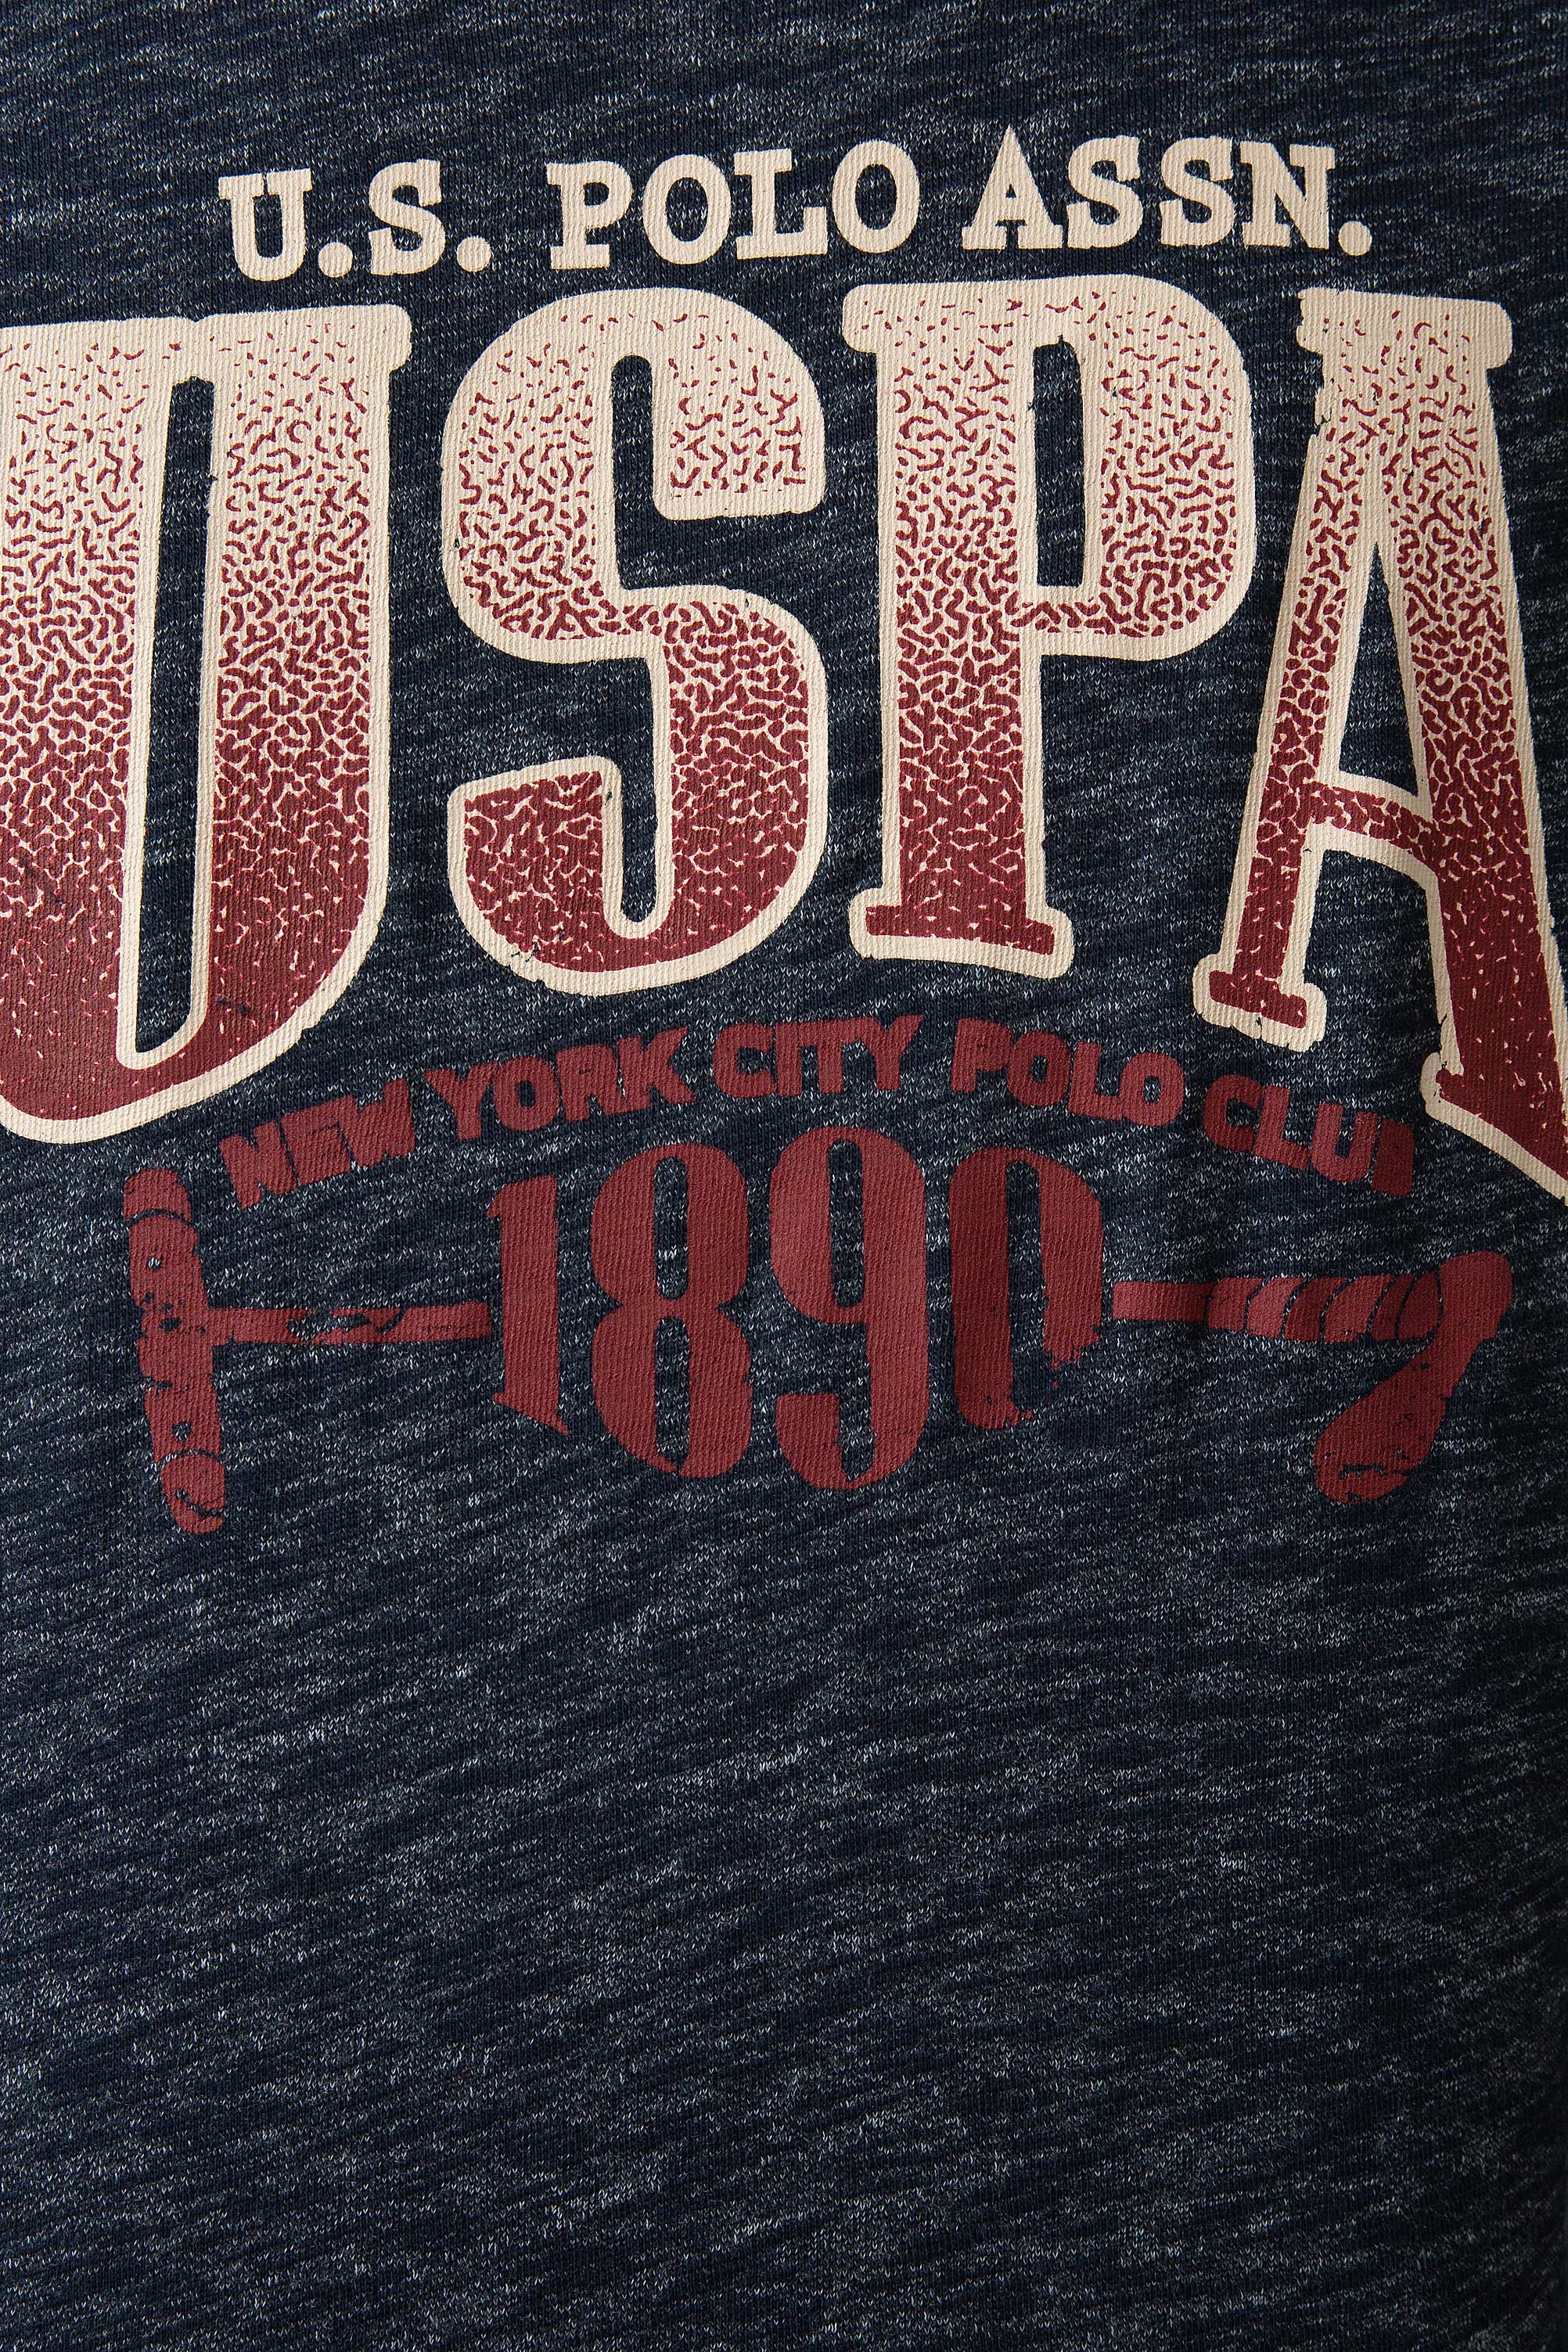 U.S. POLO ASSN.
USPA
NEW YORK CITY POLO CLUB
1890